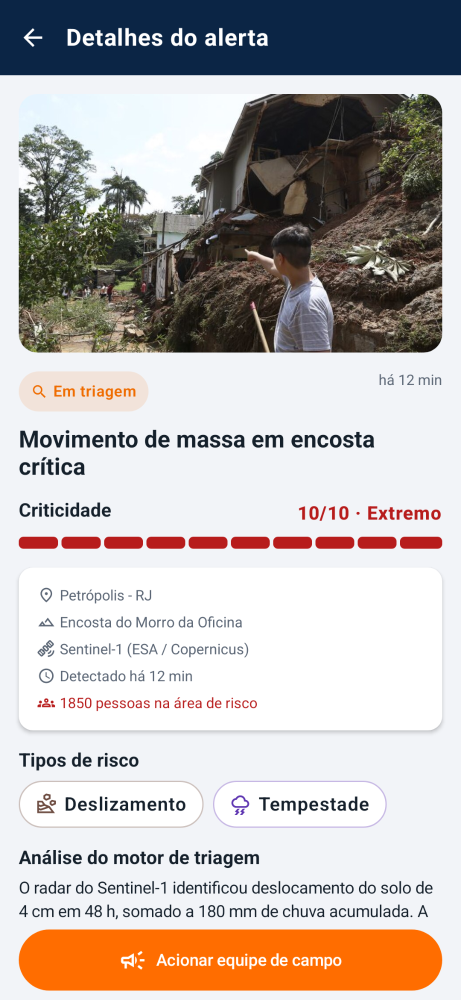 Detalhes do alerta
Em triagem
há 12 min
Movimento de massa em encosta
crítica
Criticidade
10/10 · Extremo
Petrópolis - RJ
Encosta do Morro da Oficina
Sentinel-1 (ESA / Copernicus)
Detectado há 12 min
1850 pessoas na área de risco
Tipos de risco
Deslizamento
Tempestade
Análise do motor de triagem
O radar do Sentinel-1 identificou deslocamento do solo de
4 cm em 48 h, somado a 180 mm de chuva acumulada. A
Acionar equipe de campo